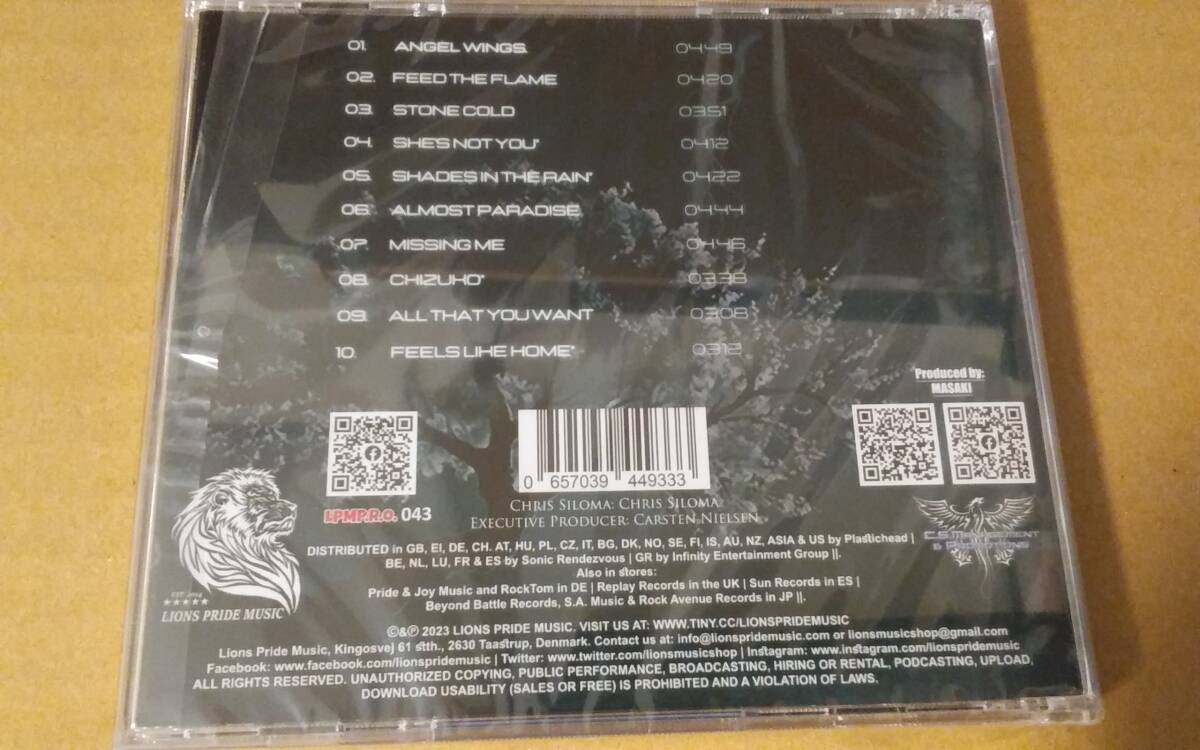 01. ANGEL WINGS 04:49
02. FEED THE FLAME 04:20
03. STONE COLD 03:51
04. SHE'S NOT YOU* 04:12
05. SHADES IN THE RAIN* 04:22
06. ALMOST PARADISE 04:44
07. MISSING ME 04:46
08. CHIZUKO* 03:38
09. ALL THAT YOU WANT 03:08
10. FEELS LIKE HOME* 03:12
Produced by:
MASAKI
0 657039 449333
LPMP.R.O. 043
CHRIS SILOMA: CHRIS SILOMA
EXECUTIVE PRODUCER: CARSTEN NIELSEN
C.S. MANAGEMENT
&
EST. 2014
LIONS PRIDE MUSIC
DISTRIBUTED in GB, EI, DE, CH. AT, HU, PL, CZ, IT, BG, DK, NO, SE, FI, IS, AU, NZ, ASIA & US by Plastichead |
BE, NL, LU, FR & ES by Sonic Rendezvous | GR by Infinity Entertainment Group ||.
Also in stores:
Pride & Joy Music and RockTom in DE | Replay Records in the UK | Sun Records in ES |
Beyond Battle Records, S.A. Music & Rock Avenue Records in JP ||.
©&℗ 2023 LIONS PRIDE MUSIC. VISIT US AT: WWW.TINY.CC/LIONSPRIDEMUSIC
Lions Pride Music, Kingosvej 61 stth., 2630 Taastrup, Denmark. Contact us at: info@lionspridemusic.com or lionsmusicshop@gmail.com
Facebook: www.facebook.com/lionspridemusic | Twitter: www.twitter.com/lionsmusicshop | Instagram: www.instagram.com/lionspridemusic
ALL RIGHTS RESERVED. UNAUTHORIZED COPYING, PUBLIC PERFORMANCE, BROADCASTING, HIRING OR RENTAL, PODCASTING, UPLOAD,
DOWNLOAD USABILITY (SALES OR FREE) IS PROHIBITED AND A VIOLATION OF LAWS.